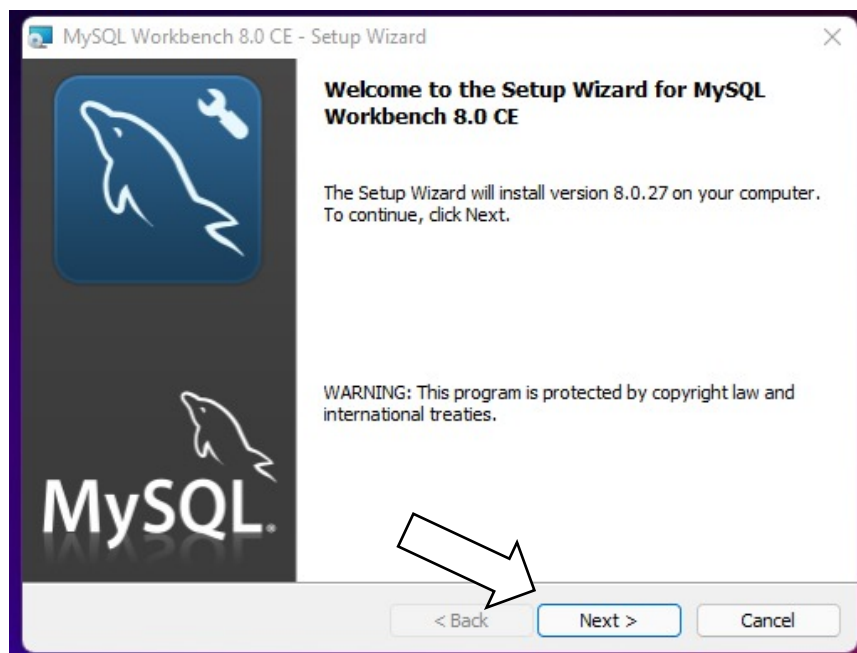 MySQL Workbench 8.0 CE - Setup Wizard
Welcome to the Setup Wizard for MySQL
Workbench 8.0 CE
The Setup Wizard will install version 8.0.27 on your computer.
To continue, click Next.
WARNING: This program is protected by copyright law and
international treaties.
MySQL®
< Back Next > Cancel